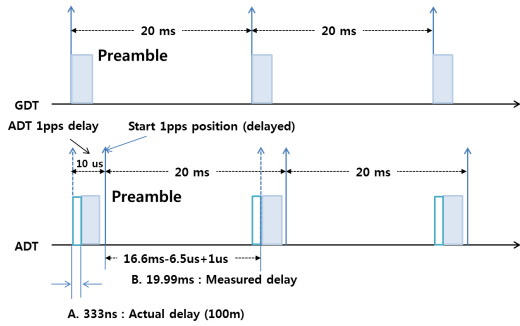 20 ms
20 ms
Preamble
GDT
ADT 1pps delay
Start 1pps position (delayed)
10 us
20 ms
20 ms
Preamble
ADT
16.6ms-6.5us+1us
B. 19.99ms : Measured delay
A. 333ns : Actual delay (100m)